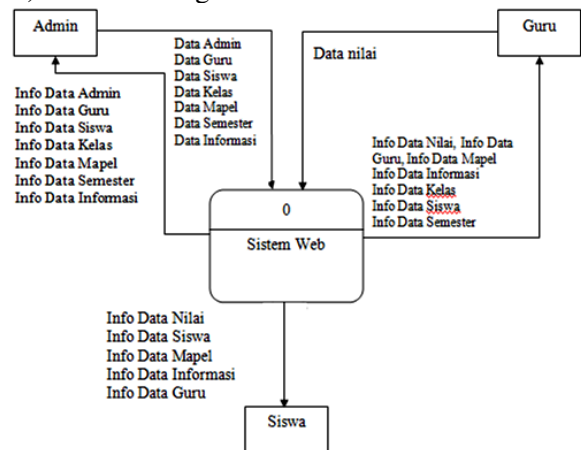 Admin
Guru
Data Admin
Data Guru
Data Siswa
Data Kelas
Data Mapel
Data Semester
Data Informasi
Data nilai
Info Data Admin
Info Data Guru
Info Data Siswa
Info Data Kelas
Info Data Mapel
Info Data Semester
Info Data Informasi
Info Data Nilai, Info Data
Guru, Info Data Mapel
Info Data Informasi
Info Data Kelas
Info Data Siswa
Info Data Semester
0
Sistem Web
Info Data Nilai
Info Data Siswa
Info Data Mapel
Info Data Informasi
Info Data Guru
Siswa